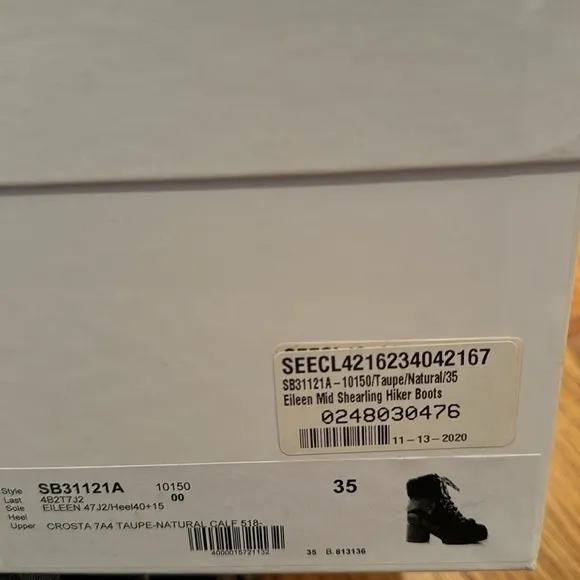 SEECL4216234042167
SB31121A-10150/Taupe/Natural/35
Eileen Mid Shearling Hiker Boots
0248030476
11-13-2020
Style SB31121A 10150 35
Last 4B2T7J2 00
Sole EILEEN 47J2/Heel40+15
Heel
Upper CROSTA 7A4 TAUPE-NATURAL CALF 518-
4000015721132
35 B. 813136